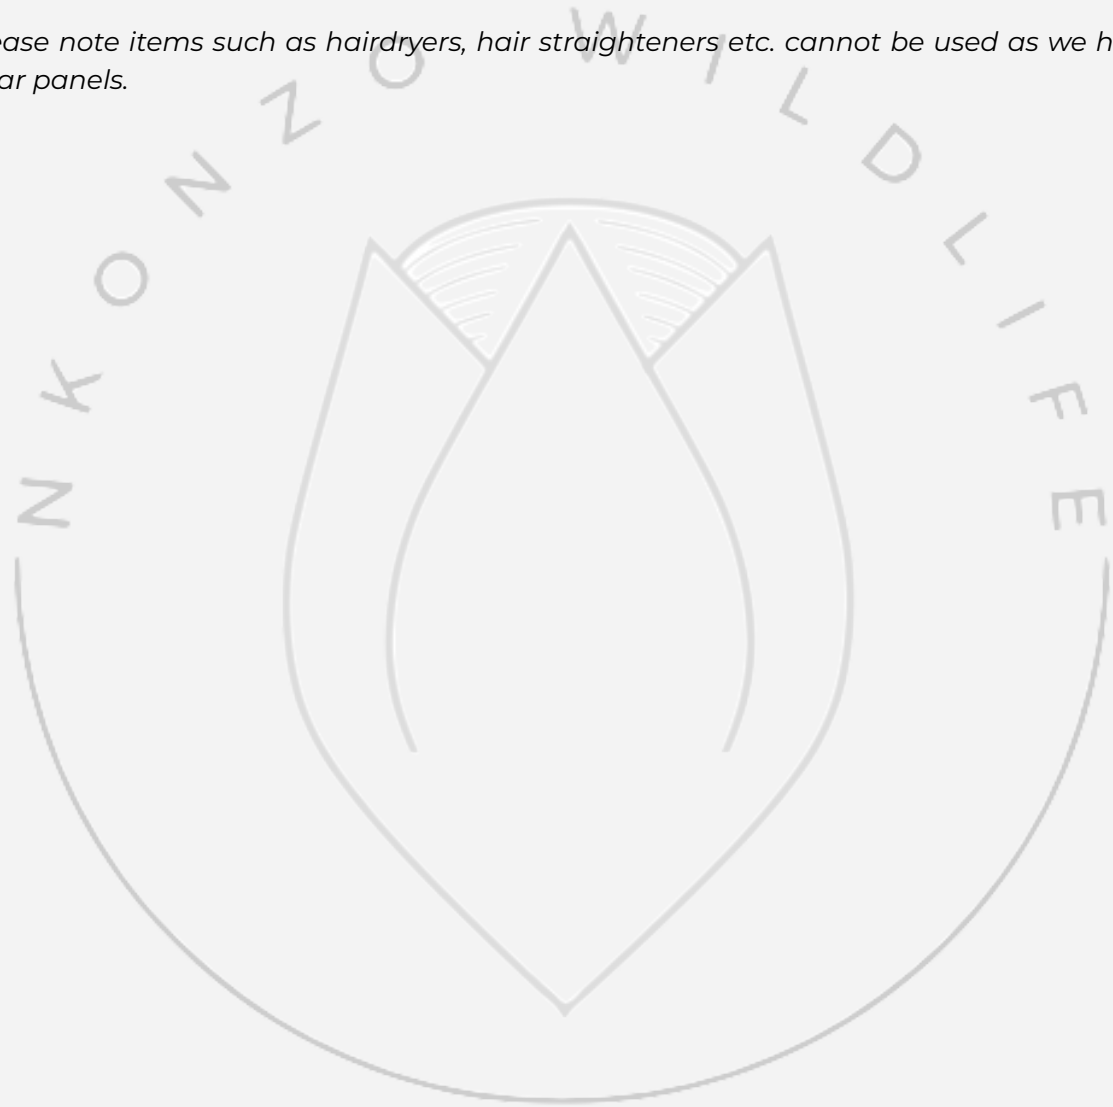 ease note items such as hairdryers, hair straighteners etc. cannot be used as we h
ar panels.
NKONZO WILDLIFE